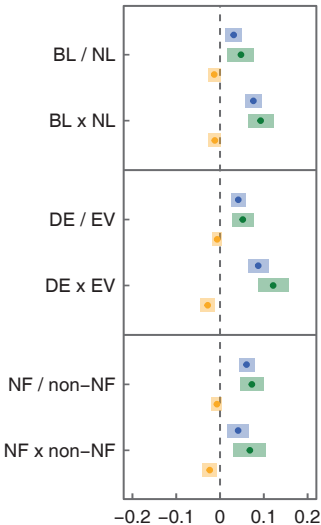 BL / NL
BL x NL
DE / EV
DE x EV
NF / non−NF
NF x non−NF
−0.2 −0.1 0 0.1 0.2